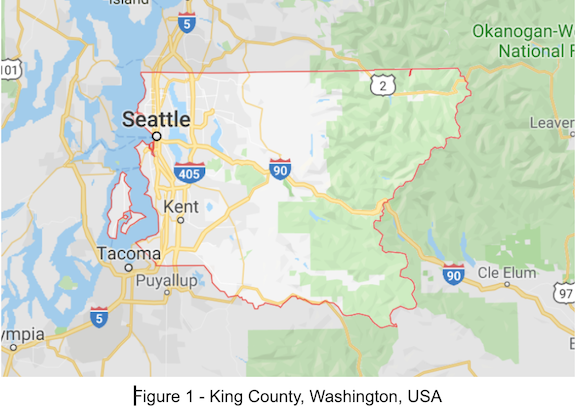 Island
5
Okanogan-We
National F
101
2
Seattle
Leaver
90
405
Kent
Tacoma
90
Cle Elum
Puyallup
97
5
ympia
Figure 1 - King County, Washington, USA